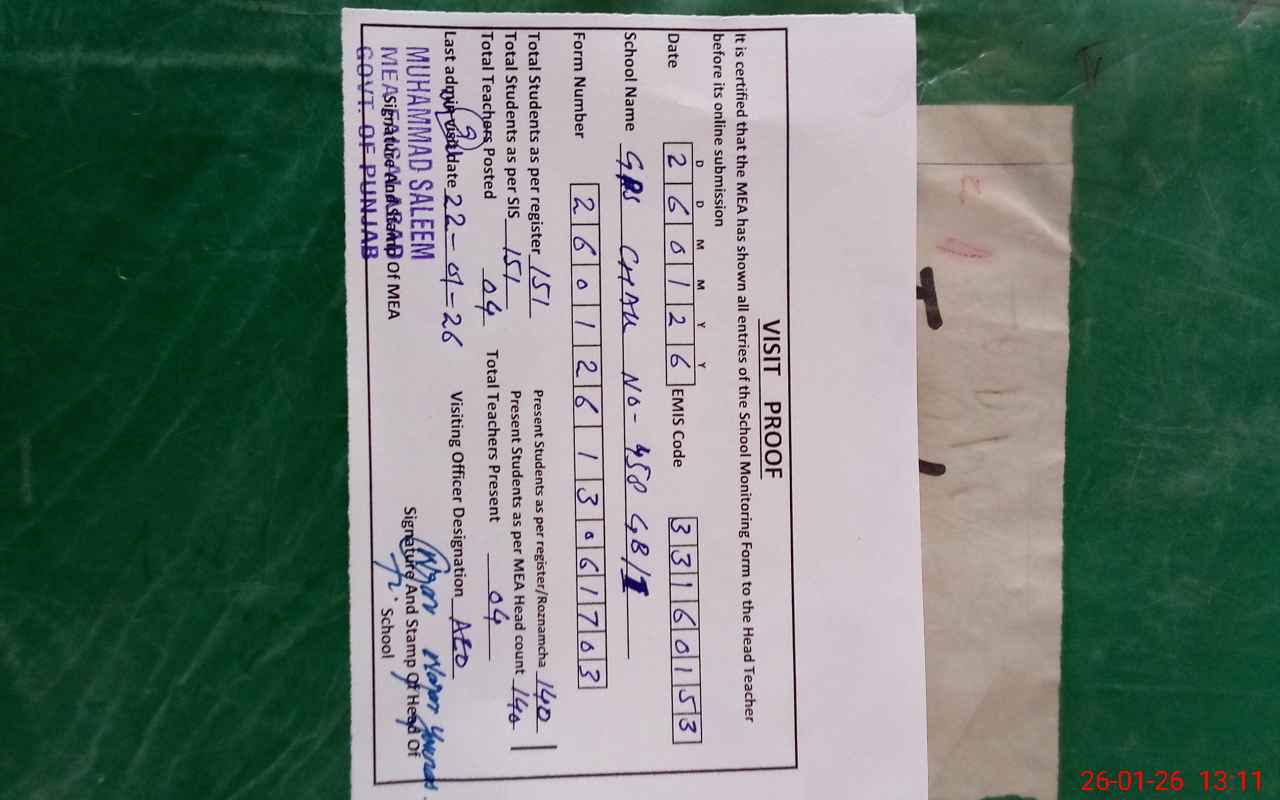 VISIT PROOF
It is certified that the MEA has shown all entries of the School Monitoring Form to the Head Teacher
before its online submission
D D M M Y Y
Date 2 6 0 1 2 6 EMIS Code 3 3 1 6 0 1 5 3
School Name GPS CHAK No- 458 GB/I
Form Number 2 6 0 1 2 6 1 3 0 6 1 7 0 3
Total Students as per register 151 Present Students as per register/Roznamcha 140
Total Students as per SIS 151 Present Students as per MEA Head count 140
Total Teachers Posted 04 Total Teachers Present 04
Last admin visit date 22-01-26 Visiting Officer Designation AEO
MUHAMMAD SALEEM
MEA FAISALABAD
GOVT. OF PUNJAB
Signature And Stamp Of MEA
Signature And Stamp Of Head Of
School
26-01-26 13:11